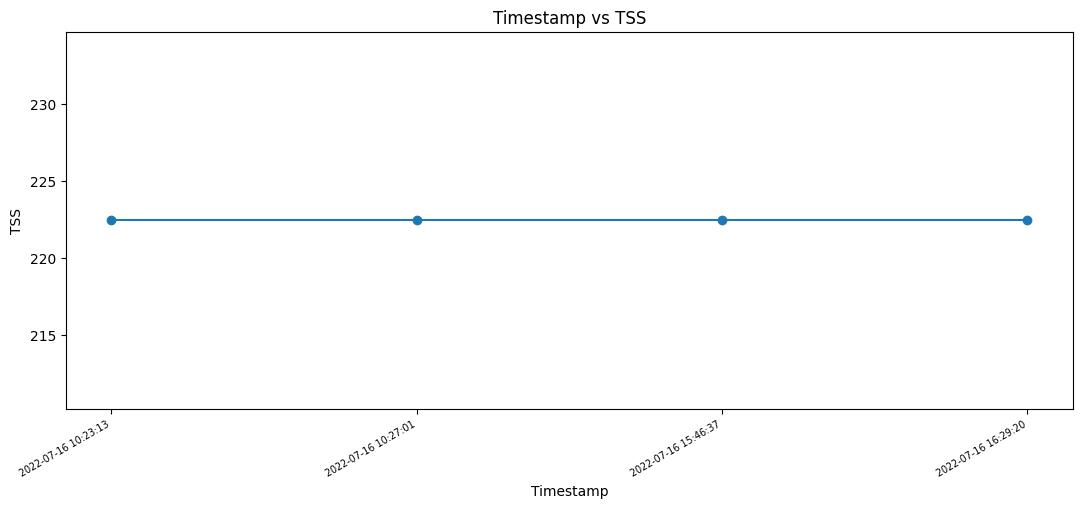 Timestamp vs TSS
230
225
220
215
TSS
2022-07-16 10:23:13
2022-07-16 10:27:01
2022-07-16 15:46:37
2022-07-16 16:29:20
Timestamp